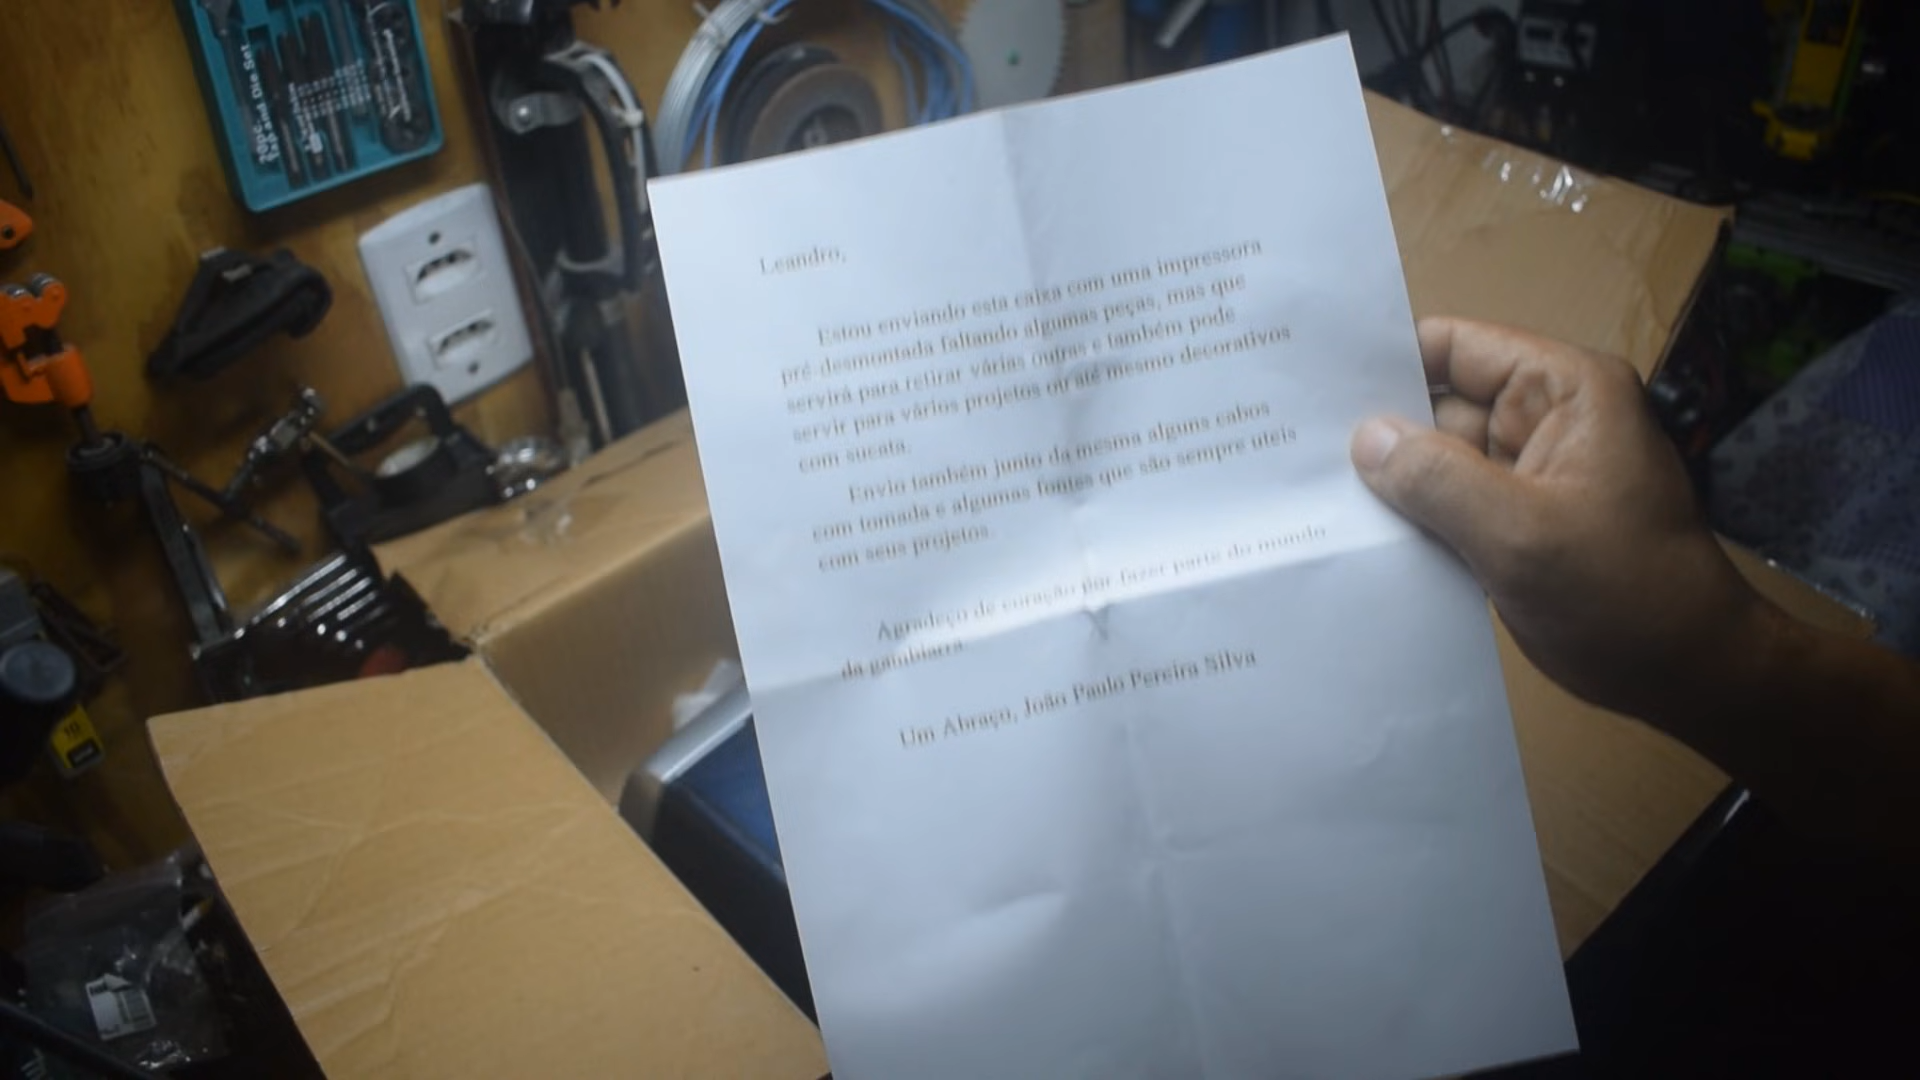 Leandro,
Estou enviando esta caixa com uma impressora
pré-desmontada faltando algumas peças, mas que
servirá para retirar várias outras e também pode
servir para vários projetos ou até mesmo decorativos
com sucata.
Envio também junto da mesma alguns cabos
com tomada e algumas fontes que são sempre uteis
com seus projetos.
Agradeço de coração por fazer parte do mundo
da gambiarra.
Um Abraço, João Paulo Pereira Silva